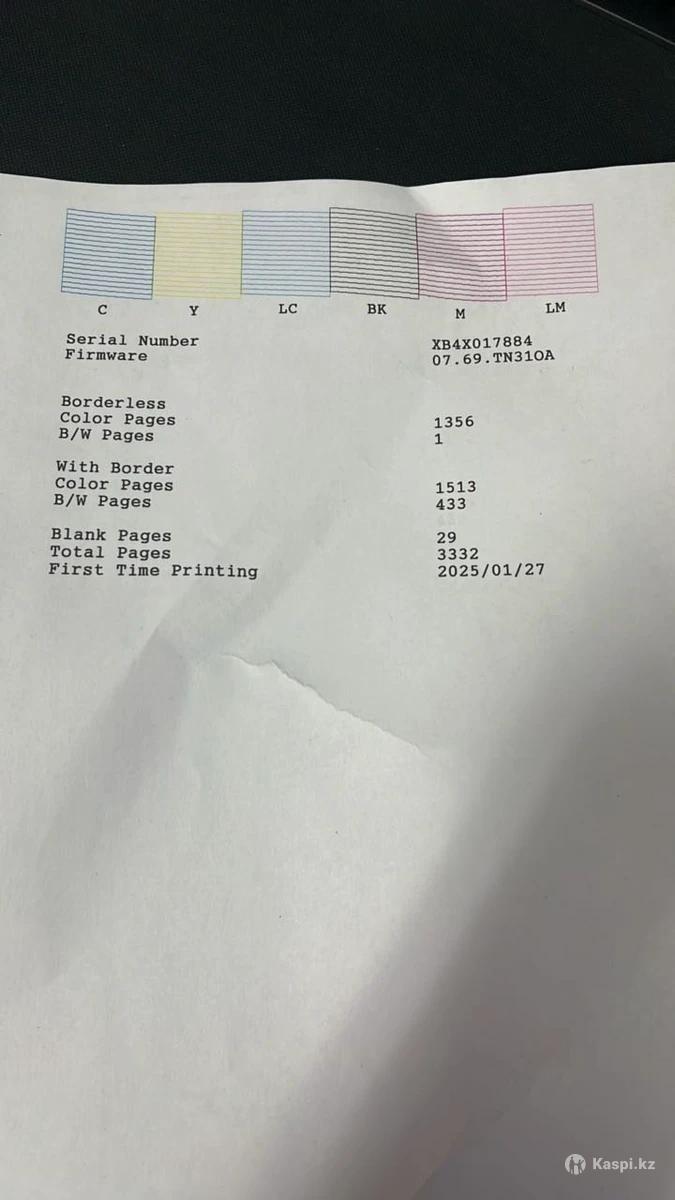 C Y LC BK M LM
Serial Number XB4X017884
Firmware 07.69.TN31OA
Borderless
Color Pages 1356
B/W Pages 1
With Border
Color Pages 1513
B/W Pages 433
Blank Pages 29
Total Pages 3332
First Time Printing 2025/01/27
Kaspi.kz